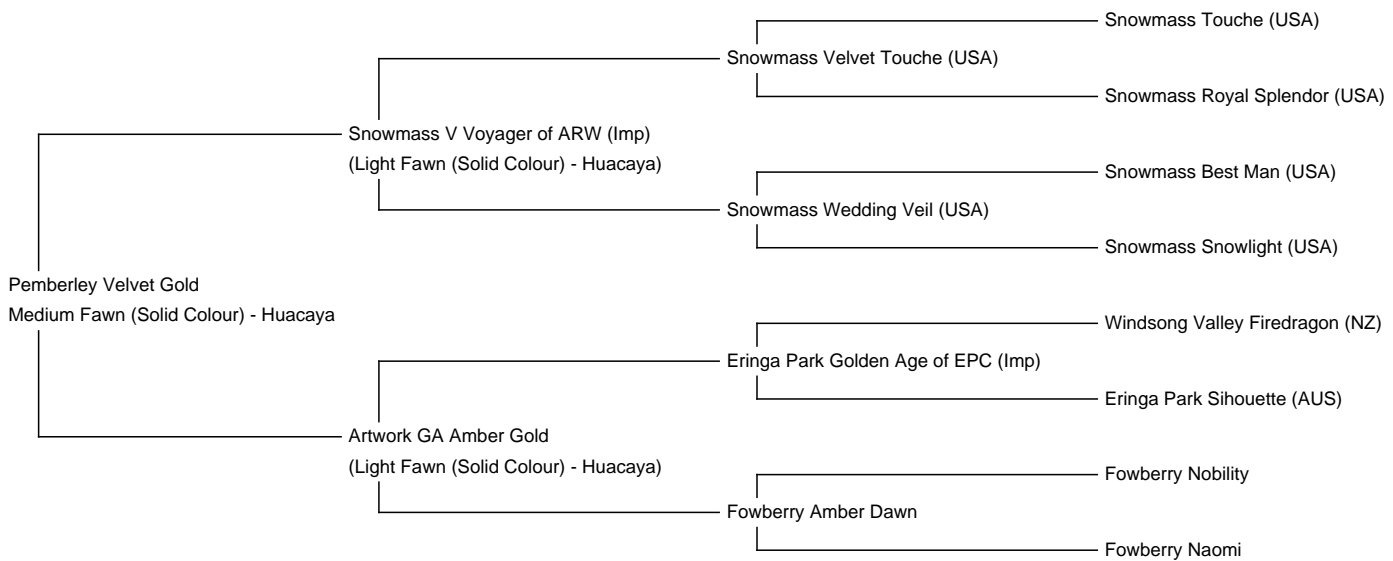 Snowmass Touche (USA)
Snowmass Velvet Touche (USA)
Snowmass Royal Splendor (USA)
Snowmass V Voyager of ARW (Imp)
(Light Fawn (Solid Colour) - Huacaya)
Snowmass Best Man (USA)
Snowmass Wedding Veil (USA)
Snowmass Snowlight (USA)
Pemberley Velvet Gold
Medium Fawn (Solid Colour) - Huacaya
Windsong Valley Firedragon (NZ)
Eringa Park Golden Age of EPC (Imp)
Eringa Park Sihouette (AUS)
Artwork GA Amber Gold
(Light Fawn (Solid Colour) - Huacaya)
Fowberry Nobility
Fowberry Amber Dawn
Fowberry Naomi